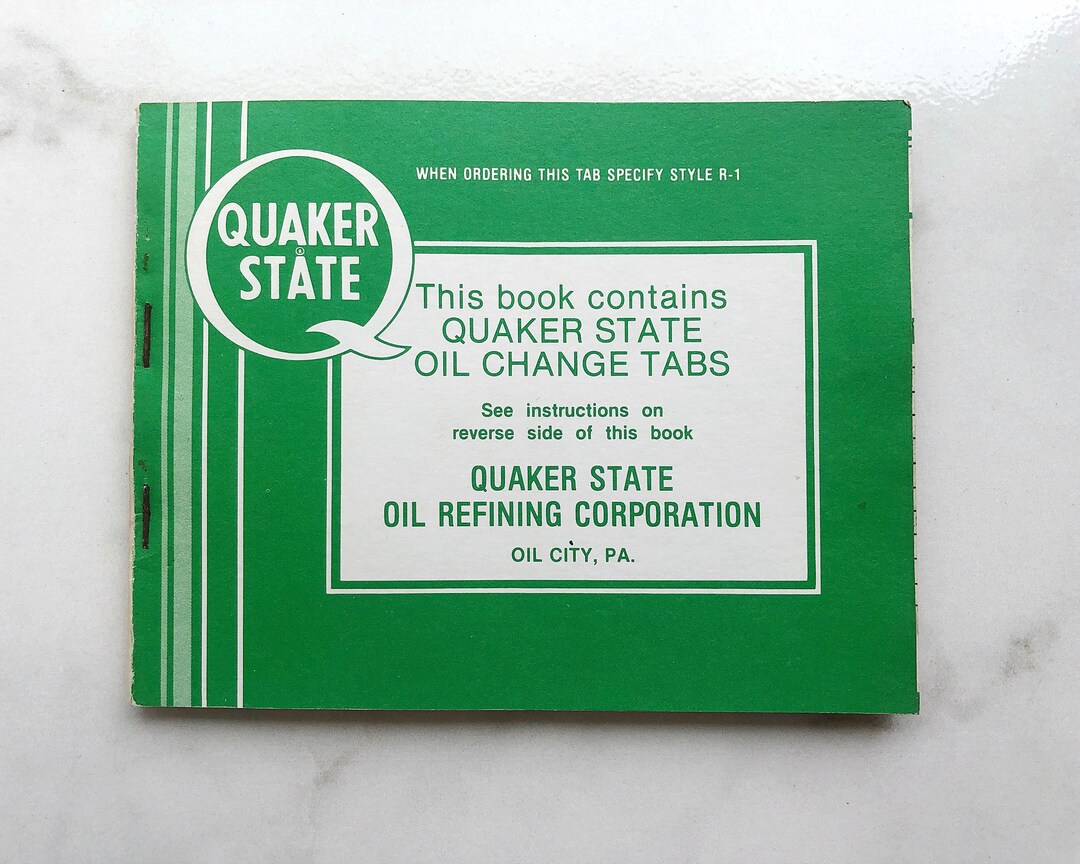 WHEN ORDERING THIS TAB SPECIFY STYLE R-1
QUAKER
STATE
®
This book contains
QUAKER STATE
OIL CHANGE TABS
See instructions on
reverse side of this book
QUAKER STATE
OIL REFINING CORPORATION
OIL CITY, PA.